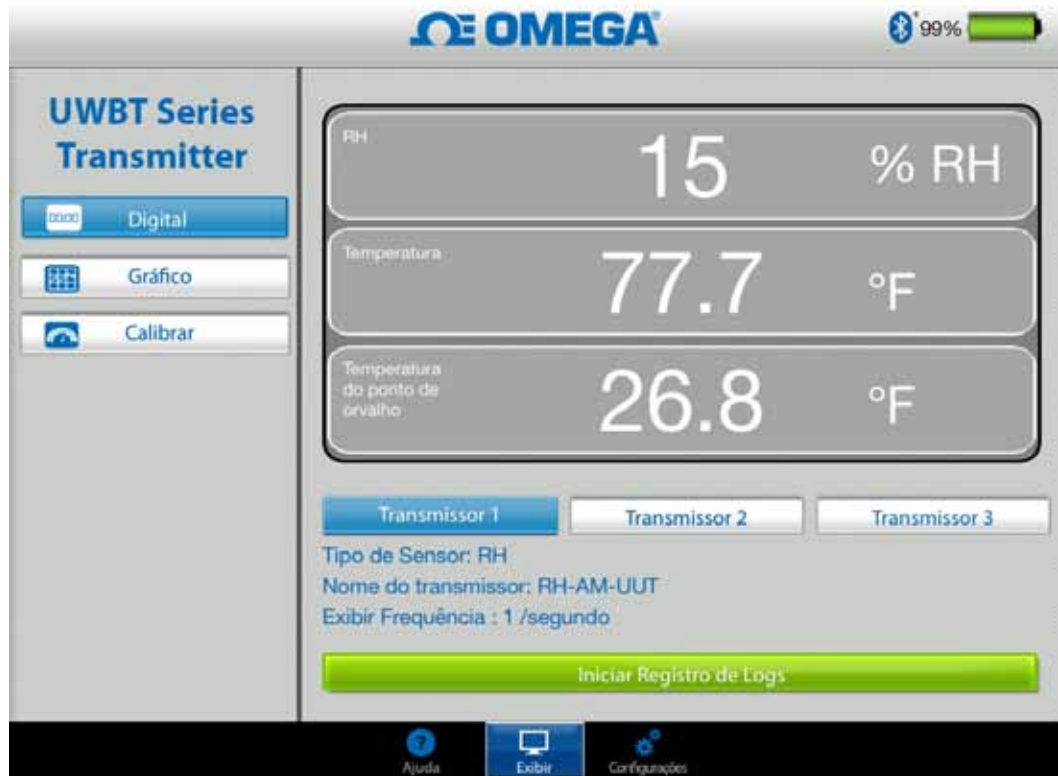 OMEGA
99%
UWBT Series
Transmitter
Digital
Gráfico
Calibrar
RH
15
% RH
Temperatura
77.7
°F
Temperatura
do ponto de
orvalho
26.8
°F
Transmissor 1
Transmissor 2
Transmissor 3
Tipo de Sensor: RH
Nome do transmissor: RH-AM-UUT
Exibir Frequência : 1 /segundo
Iniciar Registro de Logs
?
Ajuda
Exibir
Configurações